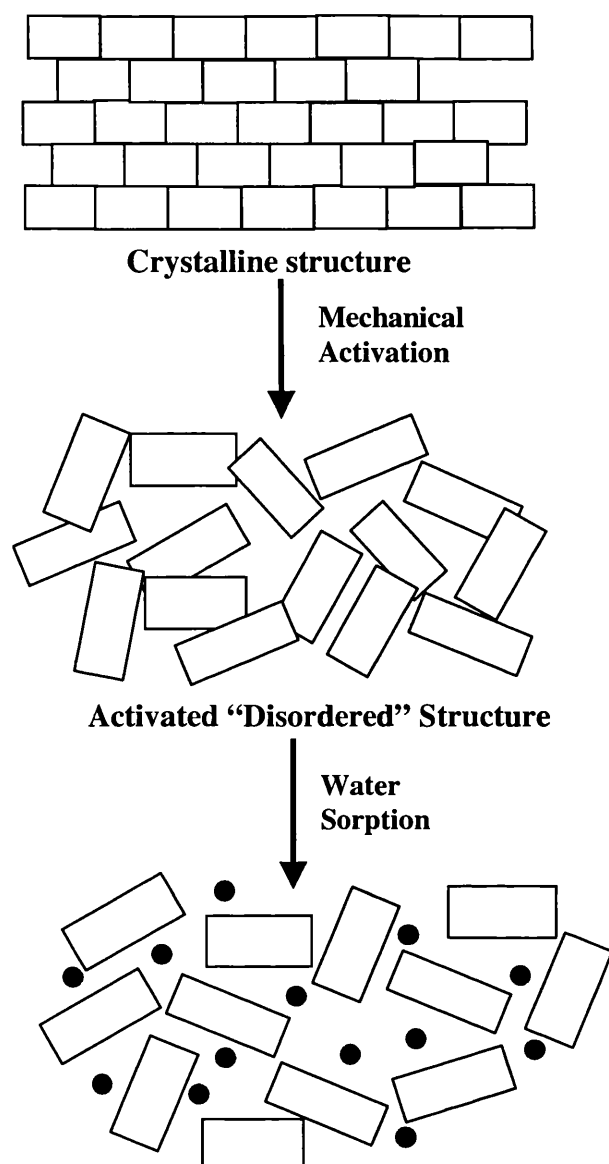 Crystalline structure
Mechanical
Activation
Activated “Disordered” Structure
Water
Sorption